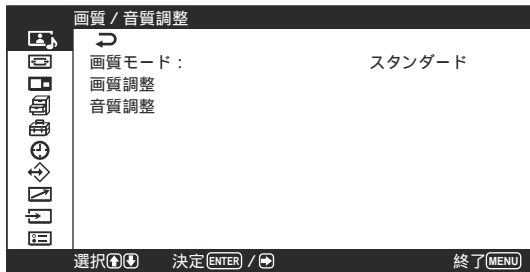 画質 / 音質調整
画質モード： スタンダード
画質調整
音質調整
選択 決定 ENTER / 終了 MENU